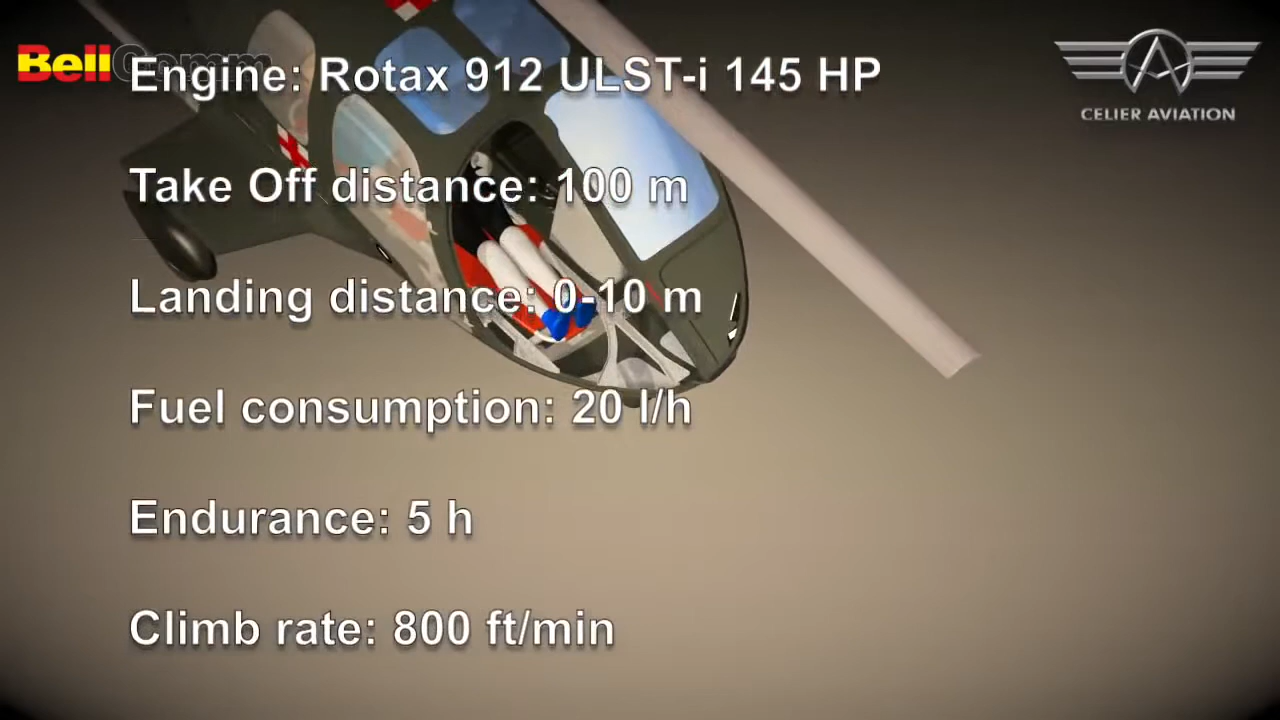 BellComm
CELIER AVIATION
Engine: Rotax 912 ULST-i 145 HP
Take Off distance: 100 m
Landing distance: 0-10 m
Fuel consumption: 20 l/h
Endurance: 5 h
Climb rate: 800 ft/min